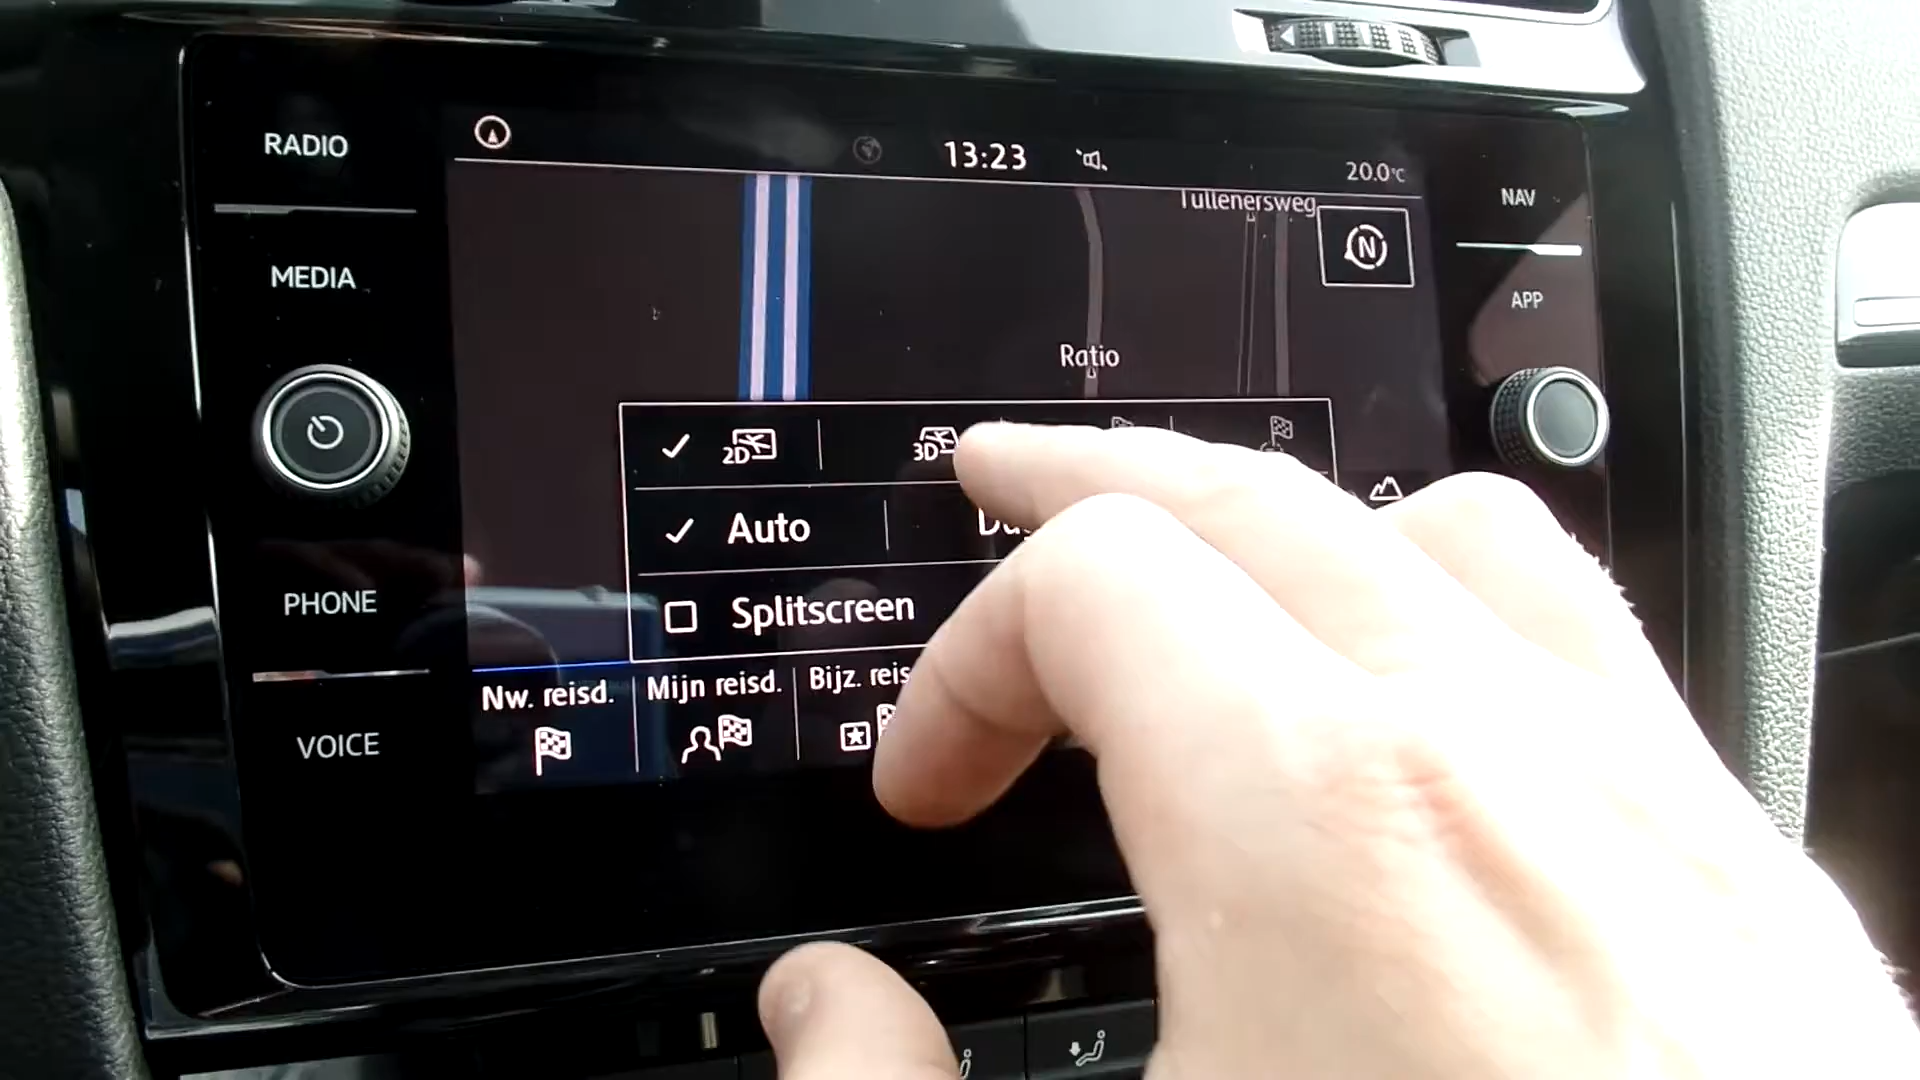 RADIO
13:23
20.0°C
NAV
Tullenersweg
N
MEDIA
APP
Ratio
2D
3D
Auto
Splitscreen
PHONE
Nw. reisd.
Mijn reisd.
Bijz.
VOICE